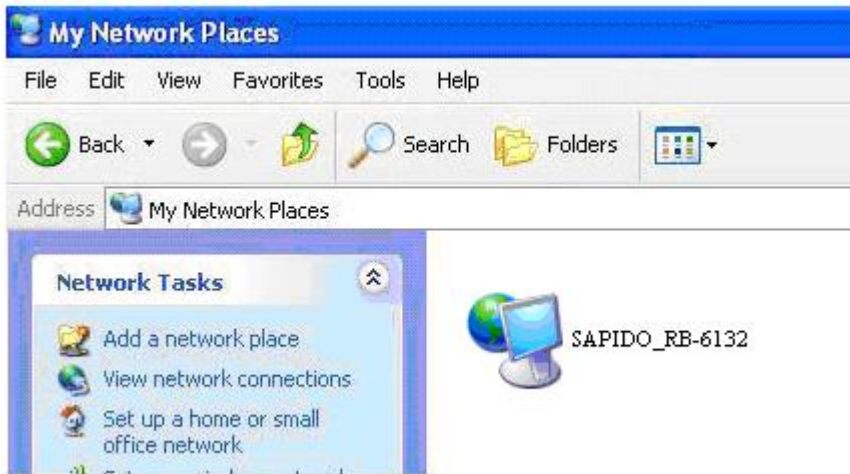 My Network Places
File Edit View Favorites Tools Help
Back Search Folders
Address My Network Places
Network Tasks
Add a network place
View network connections
Set up a home or small
office network
SAPIDO_RB-6132